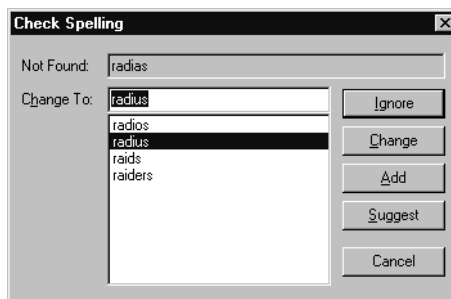 Check Spelling
Not Found: radias
Change To: radius
Ignore
radios
radius
Change
raids
raiders
Add
Suggest
Cancel